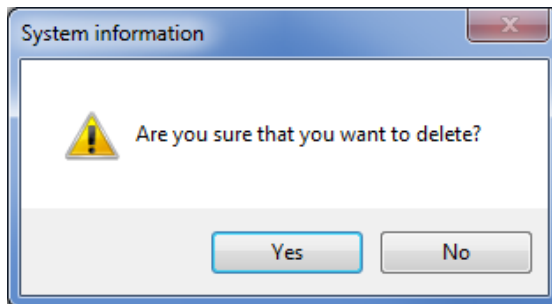 System information
Are you sure that you want to delete?
Yes
No